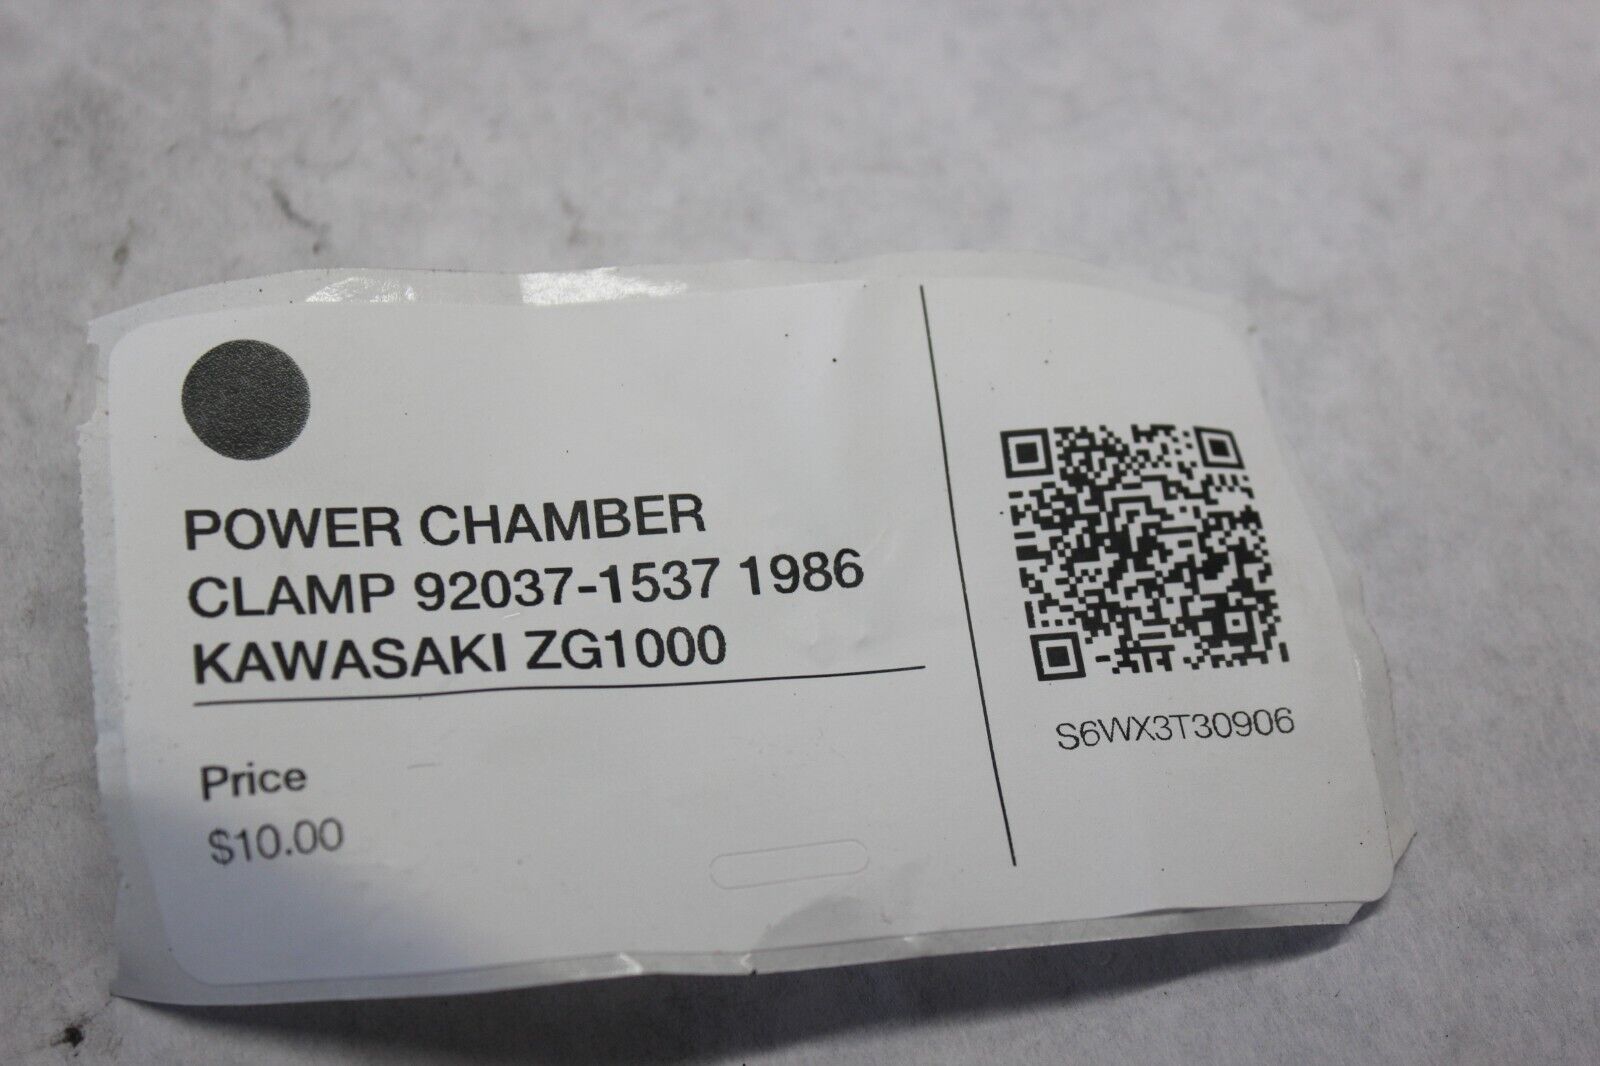 POWER CHAMBER
CLAMP 92037-1537 1986
KAWASAKI ZG1000
Price
$10.00
S6WX3T30906